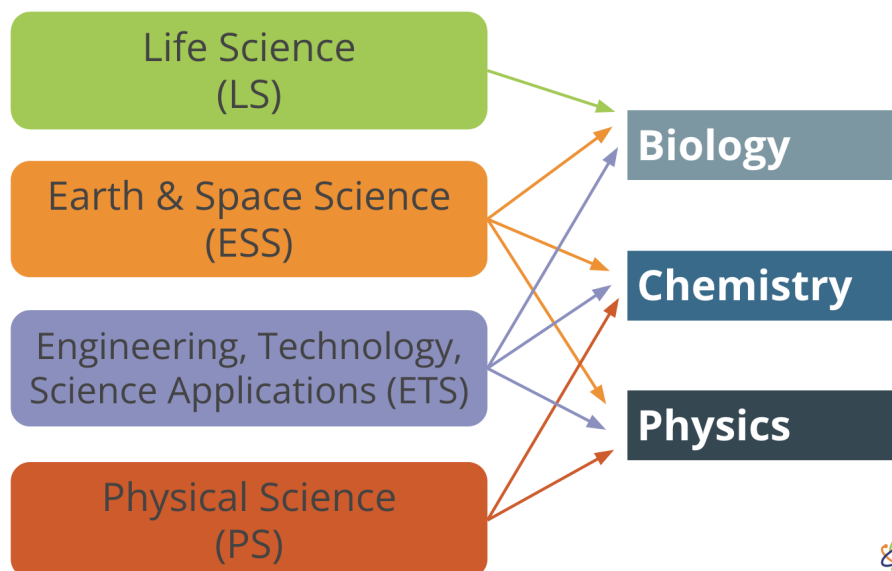 Life Science
(LS)
Earth & Space Science
(ESS)
Engineering, Technology,
Science Applications (ETS)
Physical Science
(PS)
Biology
Chemistry
Physics